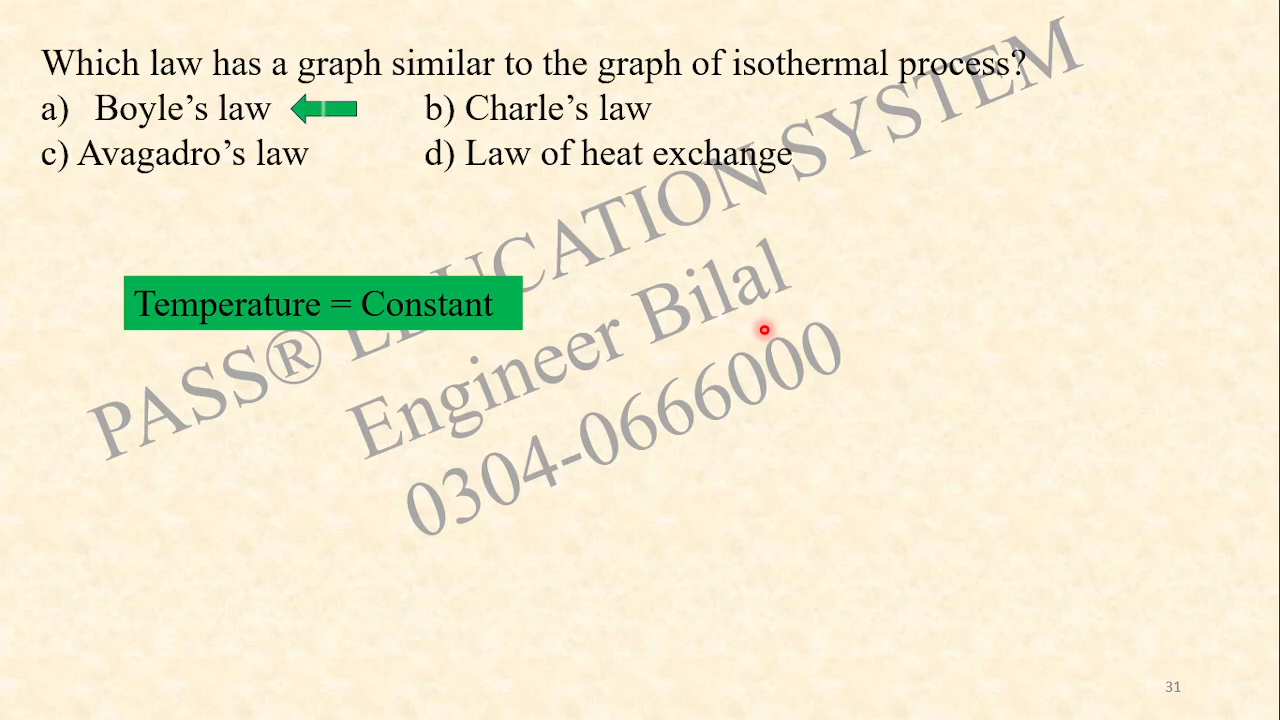 Which law has a graph similar to the graph of isothermal process?
a) Boyle’s law b) Charle’s law
c) Avagadro’s law d) Law of heat exchange
Temperature = Constant
PASS® EDUCATION SYSTEM
Engineer Bilal
0304-0666000
31